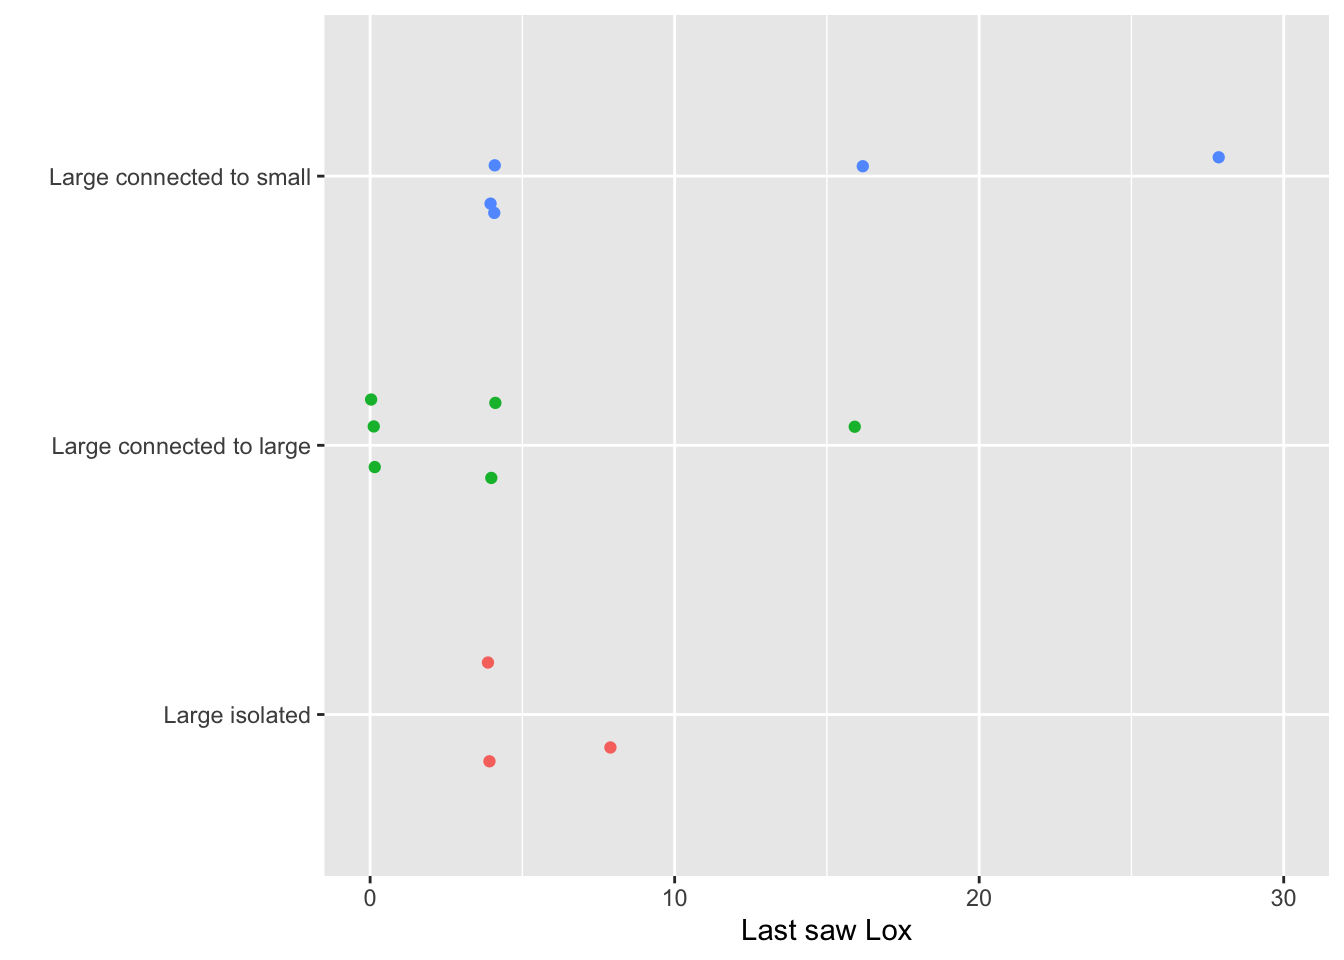 Large connected to small
Large connected to large
Large isolated
0 10 20 30
Last saw Lox